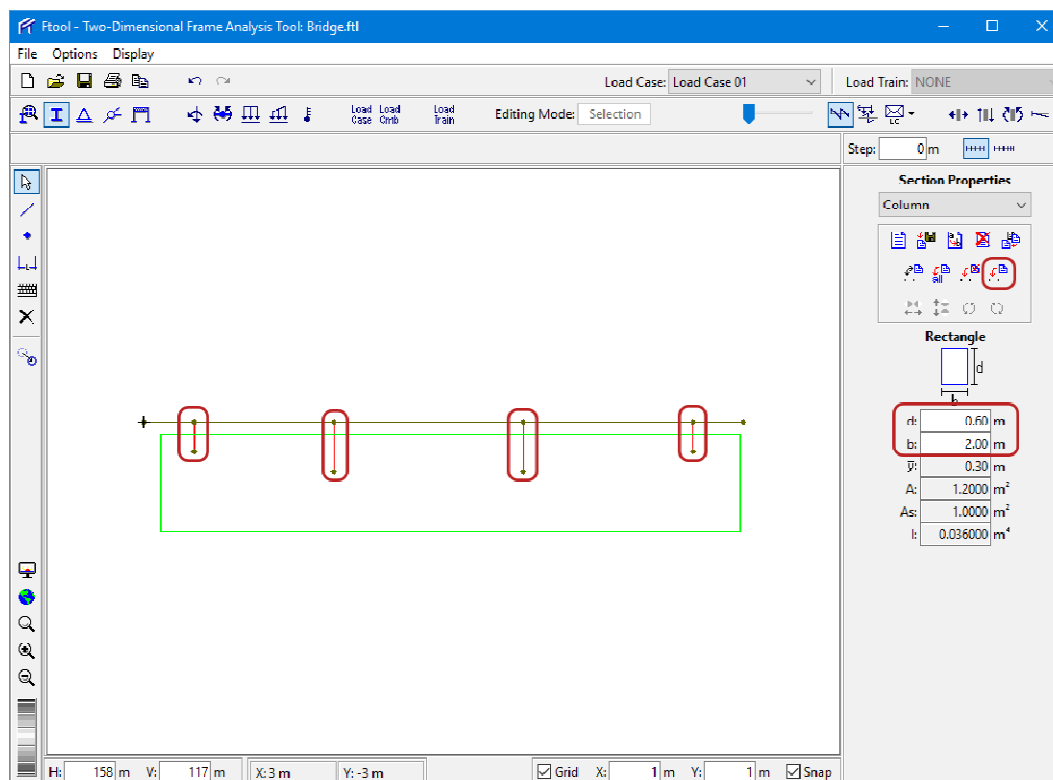 Ftool - Two-Dimensional Frame Analysis Tool: Bridge.ftl
File Options Display
Load Case: Load Case 01 Load Train: NONE
Load Case Load Cmb Load Train Editing Mode: Selection LC
Step: 0 m
Section Properties
Column
all
Rectangle
d
b
d: 0.60 m
b: 2.00 m
y̅: 0.30 m
A: 1.2000 m²
As: 1.0000 m²
I: 0.036000 m⁴
H: 158 m V: 117 m X: 3 m Y: -3 m Grid X: 1 m Y: 1 m Snap